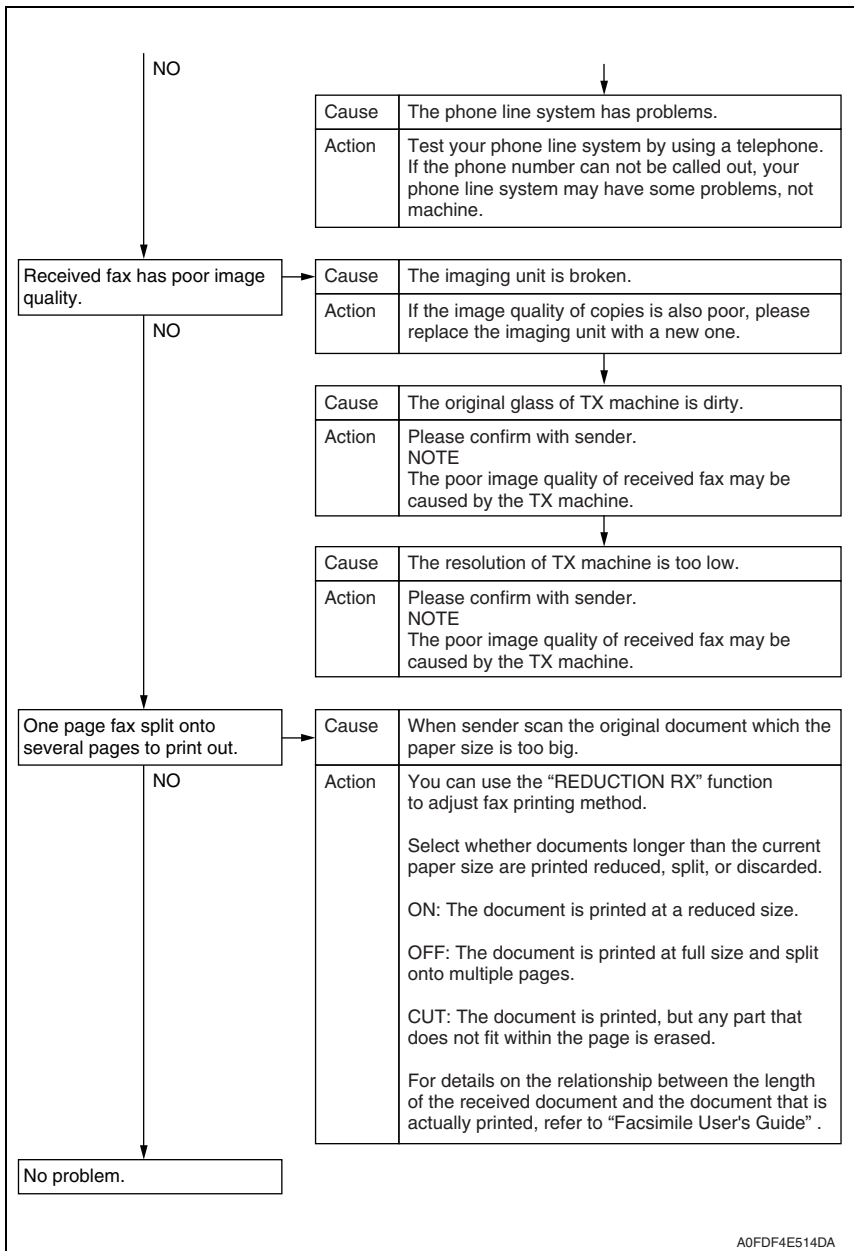 NO
Cause The phone line system has problems.
Action Test your phone line system by using a telephone.
If the phone number can not be called out, your
phone line system may have some problems, not
machine.
Received fax has poor image
quality.
Cause The imaging unit is broken.
Action If the image quality of copies is also poor, please
replace the imaging unit with a new one.
NO
Cause The original glass of TX machine is dirty.
Action Please confirm with sender.
NOTE
The poor image quality of received fax may be
caused by the TX machine.
Cause The resolution of TX machine is too low.
Action Please confirm with sender.
NOTE
The poor image quality of received fax may be
caused by the TX machine.
One page fax split onto
several pages to print out.
Cause When sender scan the original document which the
paper size is too big.
NO
Action You can use the “REDUCTION RX” function
to adjust fax printing method.
Select whether documents longer than the current
paper size are printed reduced, split, or discarded.
ON: The document is printed at a reduced size.
OFF: The document is printed at full size and split
onto multiple pages.
CUT: The document is printed, but any part that
does not fit within the page is erased.
For details on the relationship between the length
of the received document and the document that is
actually printed, refer to “Facsimile User's Guide” .
No problem.
A0FDF4E514DA